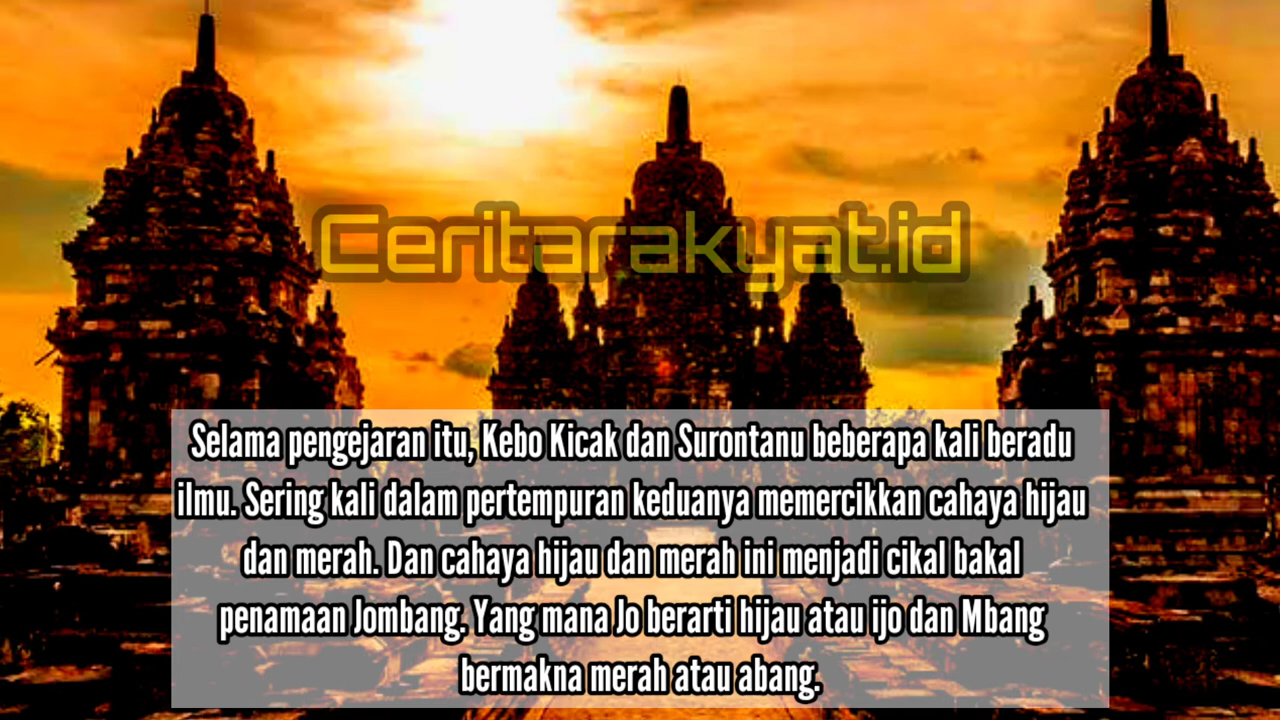 Ceritarakyat.id
Selama pengejaran itu, Kebo Kicak dan Surontanu beberapa kali beradu
ilmu. Sering kali dalam pertempuran keduanya memercikkan cahaya hijau
dan merah. Dan cahaya hijau dan merah ini menjadi cikal bakal
penamaan Jombang. Yang mana Jo berarti hijau atau ijo dan Mbang
bermakna merah atau abang.